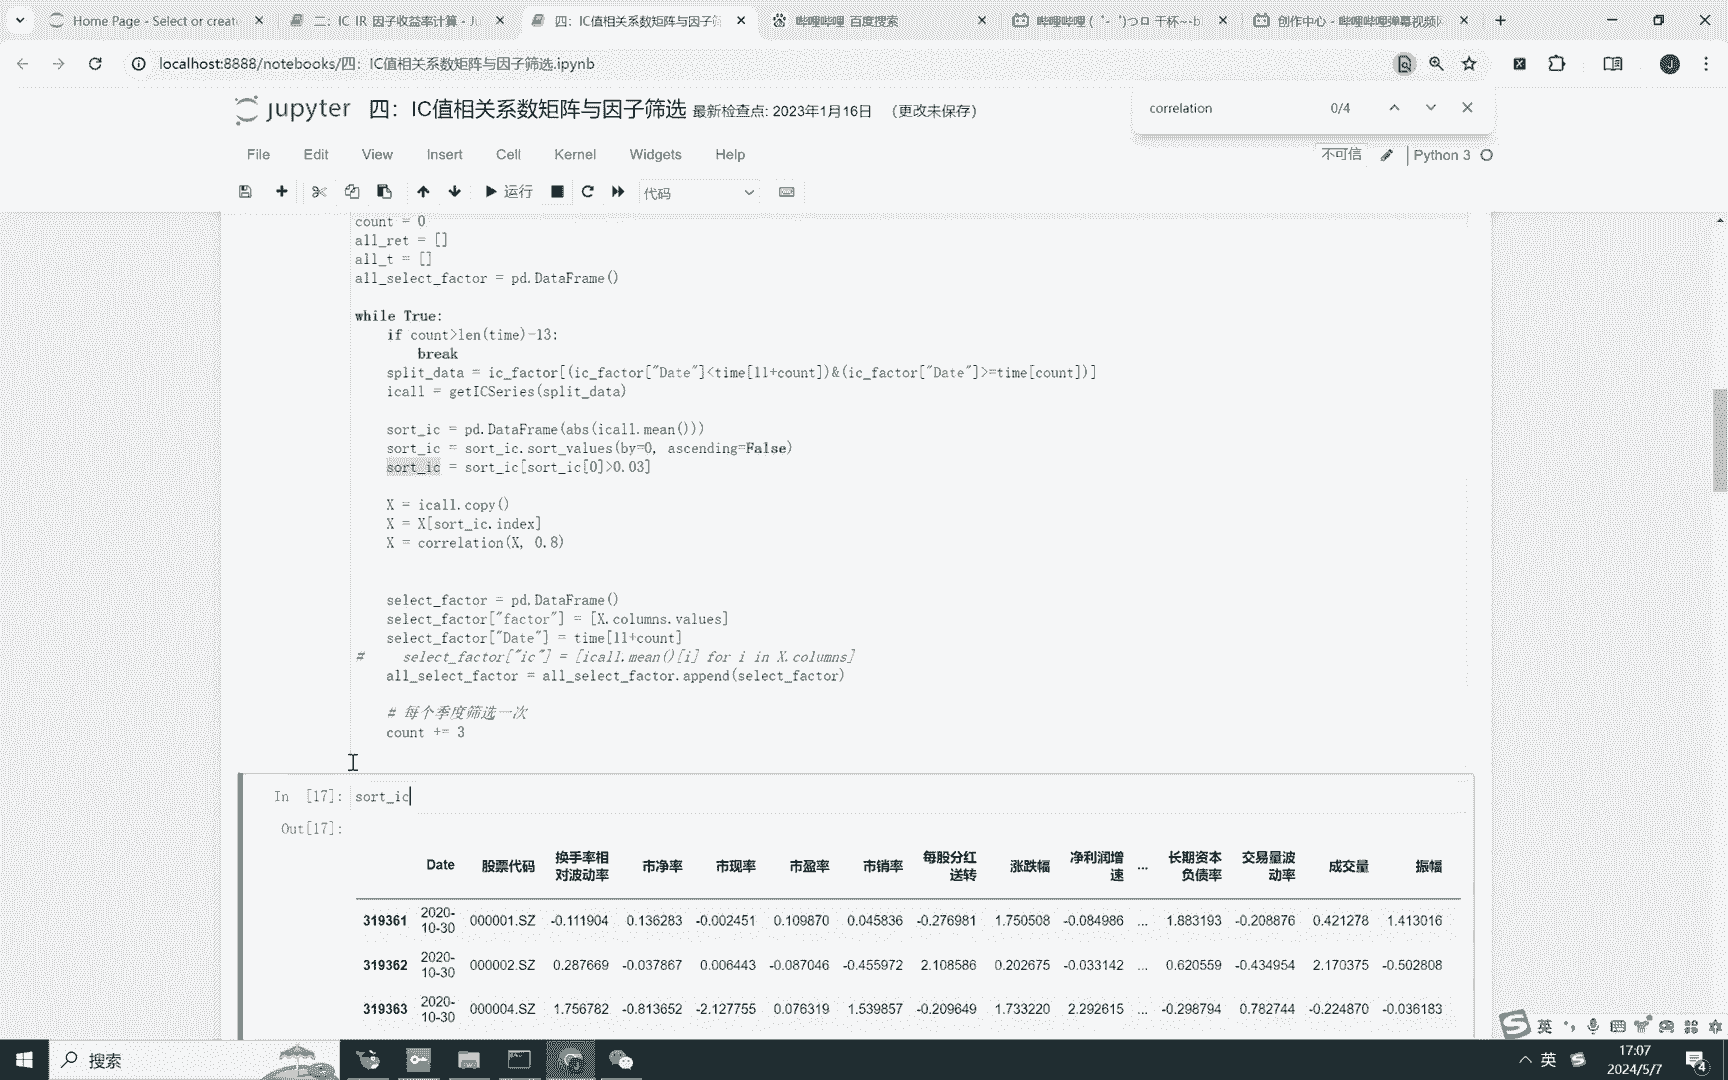 Home Page - Select or create
二：IC IR 因子收益率计算 - Ju
四：IC值相关系数矩阵与因子筛
哔哩哔哩_百度搜索
哔哩哔哩 (゜-゜)つロ 干杯~-b
创作中心 - 哔哩哔哩弹幕视频
localhost:8888/notebooks/四：IC值相关系数矩阵与因子筛选.ipynb
correlation 0/4
jupyter 四：IC值相关系数矩阵与因子筛选 最新检查点: 2023年1月16日 （更改未保存）
File Edit View Insert Cell Kernel Widgets Help
不可信 Python 3
运行 代码
count = 0
all_ret = []
all_t = []
all_select_factor = pd.DataFrame()
while True:
    if count>len(time)-13:
        break
    split_data = ic_factor[(ic_factor["Date"]<time[11+count])&(ic_factor["Date"]>=time[count])]
    icall = getICSeries(split_data)
    sort_ic = pd.DataFrame(abs(icall.mean()))
    sort_ic = sort_ic.sort_values(by=0, ascending=False)
    sort_ic = sort_ic[sort_ic[0]>0.03]
    X = icall.copy()
    X = X[sort_ic.index]
    X = correlation(X, 0.8)
    select_factor = pd.DataFrame()
    select_factor["factor"] = [X.columns.values]
    select_factor["Date"] = time[11+count]
#     select_factor["ic"] = [icall.mean()[i] for i in X.columns]
    all_select_factor = all_select_factor.append(select_factor)
    # 每个季度筛选一次
    count += 3
In [17]: sort_ic
Out[17]:
Date 股票代码 换手率相对波动率 市净率 市现率 市盈率 市销率 每股分红送转 涨跌幅 净利润增速 ... 长期资本负债率 交易量波动率 成交量 振幅
319361 2020-10-30 000001.SZ -0.111904 0.136283 -0.002451 0.109870 0.045836 -0.276981 1.750508 -0.084986 ... 1.883193 -0.208876 0.421278 1.413016
319362 2020-10-30 000002.SZ 0.287669 -0.037867 0.006443 -0.087046 -0.455972 2.108586 0.202675 -0.033142 ... 0.620559 -0.434954 2.170375 -0.502808
319363 2020-10-30 000004.SZ 1.756782 -0.813652 -2.127755 0.076319 1.539857 -0.209649 1.733220 2.292615 ... -0.298794 0.782744 -0.224870 -0.036183
英
搜索
英
17:07
2024/5/7
4